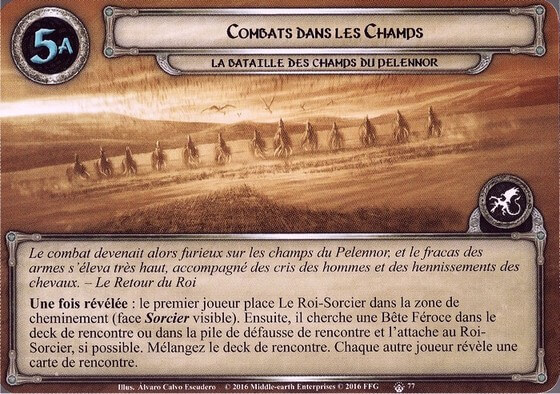 5A
Combats dans les Champs
La Bataille des Champs du Pelennor
Le combat devenait alors furieux sur les champs du Pelennor, et le fracas des
armes s'éleva très haut, accompagné des cris des hommes et des hennissements des
chevaux. – Le Retour du Roi
Une fois révélée : le premier joueur place Le Roi-Sorcier dans la zone de
cheminement (face Sorcier visible). Ensuite, il cherche une Bête Féroce dans le
deck de rencontre ou dans la pile de défausse de rencontre et l'attache au Roi-
Sorcier, si possible. Mélangez le deck de rencontre. Chaque autre joueur révèle une
carte de rencontre.
Illus. Álvaro Calvo Escudero © 2016 Middle-earth Enterprises © 2016 FFG 77